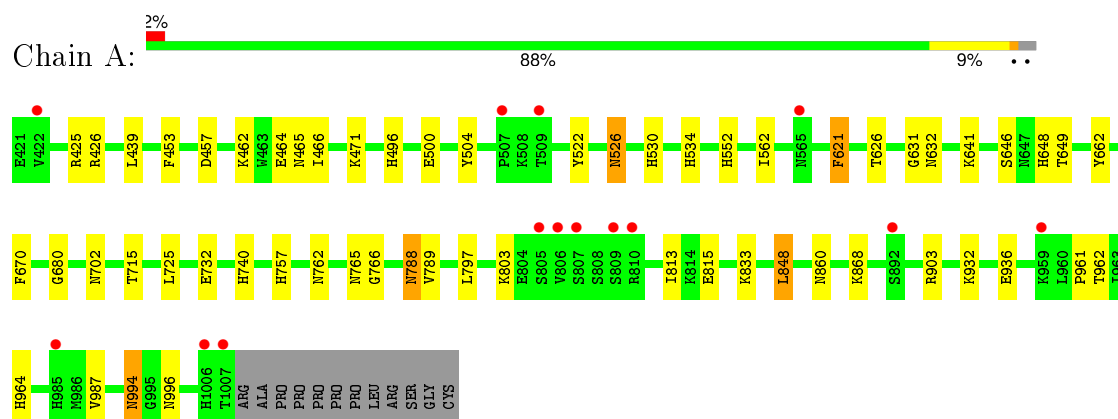 2%
Chain A:
88% 9% • •
E421 V422 R425 R426 L439 F453 D457 K462 W463 E464 N465 I466 K471 H496 E500 Y504 P507 K508 T509 Y522 N526 H530 H534 H552 I562 N565 F621 T626 G631 N632 K641 S646 N647 H648 T649 Y662
F670 G680 N702 T715 L725 E732 H740 H757 N762 N765 G766 N788 V789 L797 K803 E804 S805 V806 S807 S808 S809 R810 I813 K814 E815 K833 L848 N860 K868 S892 R903 K932 E936 K959 L960 P961 T962 I963
H964 H985 M986 V987 N994 G995 N996 H1006 T1007 ARG ALA PRO PRO PRO PRO PRO LEU ARG SER GLY CYS